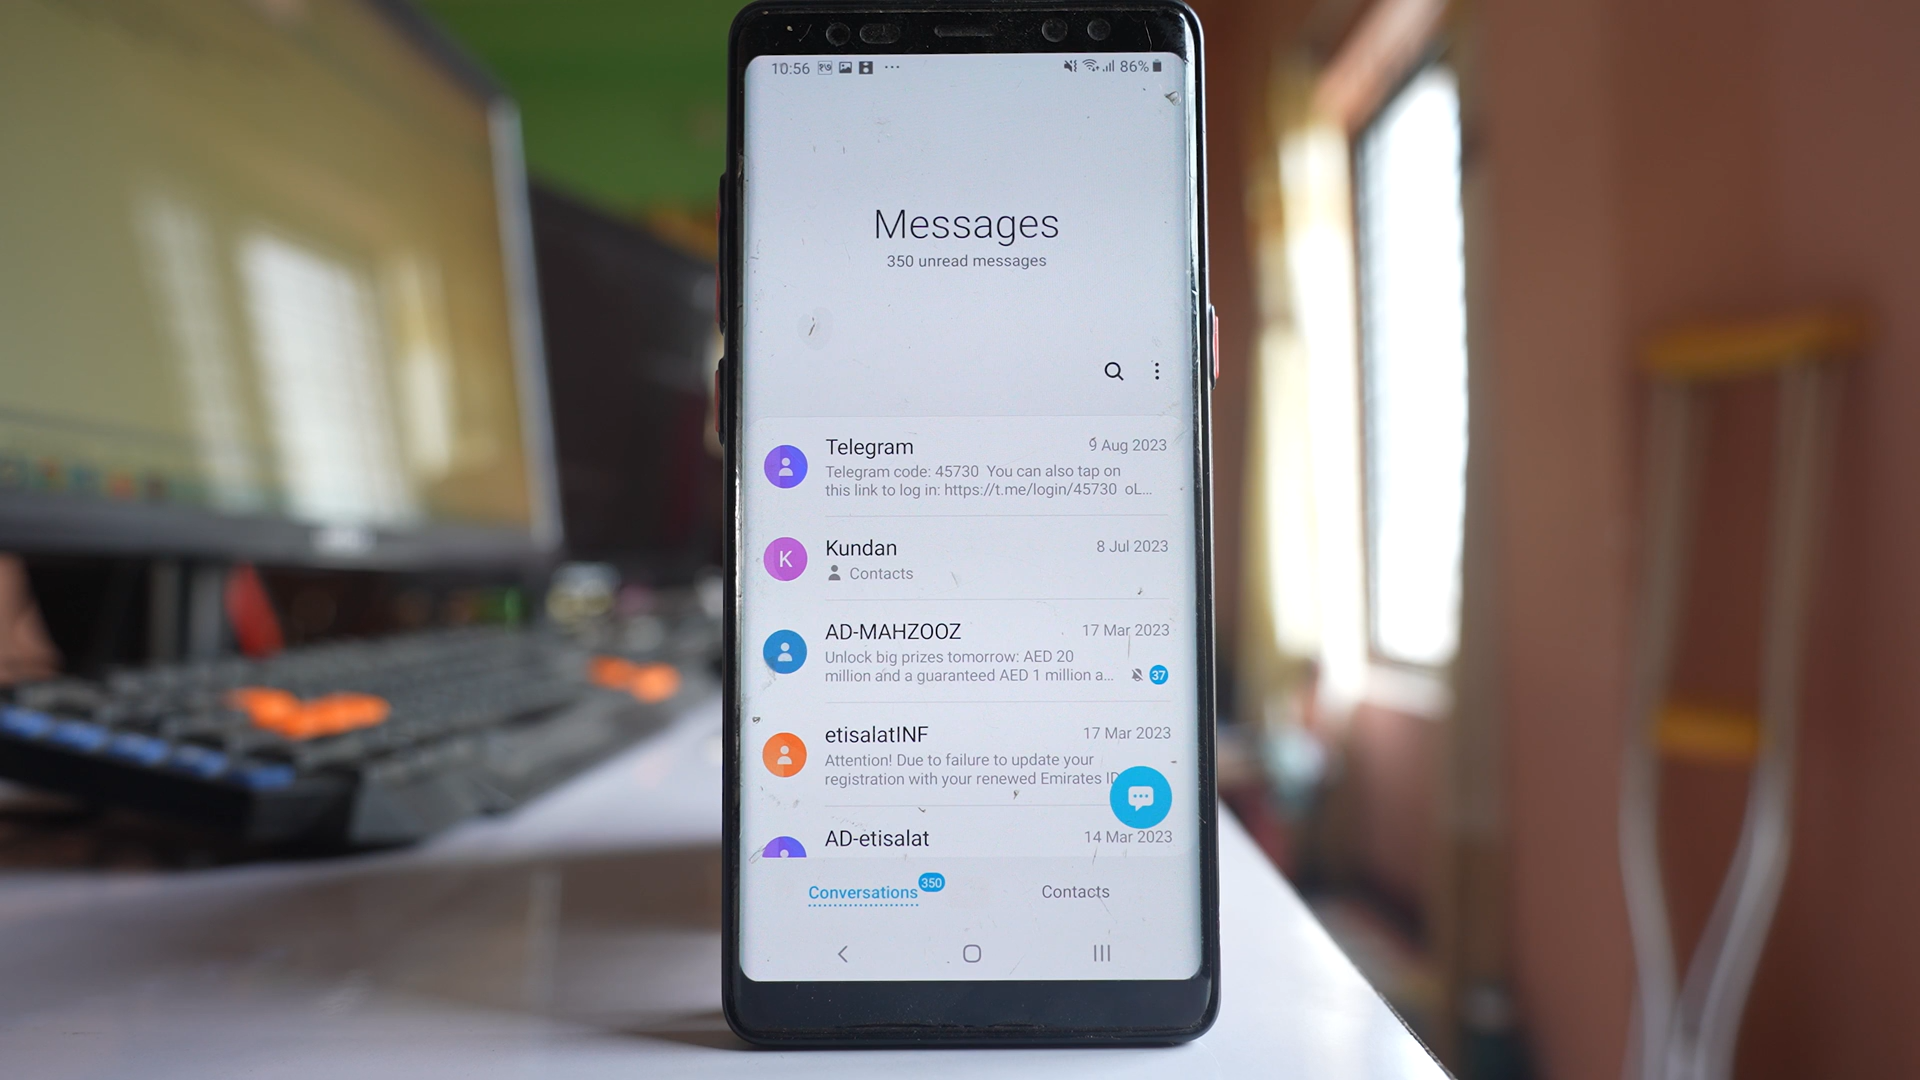 10:56 86%
Messages
350 unread messages
Telegram 9 Aug 2023
Telegram code: 45730 You can also tap on
this link to log in: https://t.me/login/45730 oL...
K Kundan 8 Jul 2023
Contacts
AD-MAHZOOZ 17 Mar 2023
Unlock big prizes tomorrow: AED 20
million and a guaranteed AED 1 million a... 37
etisalatINF 17 Mar 2023
Attention! Due to failure to update your
registration with your renewed Emirates ID
AD-etisalat 14 Mar 2023
Conversations 350 Contacts